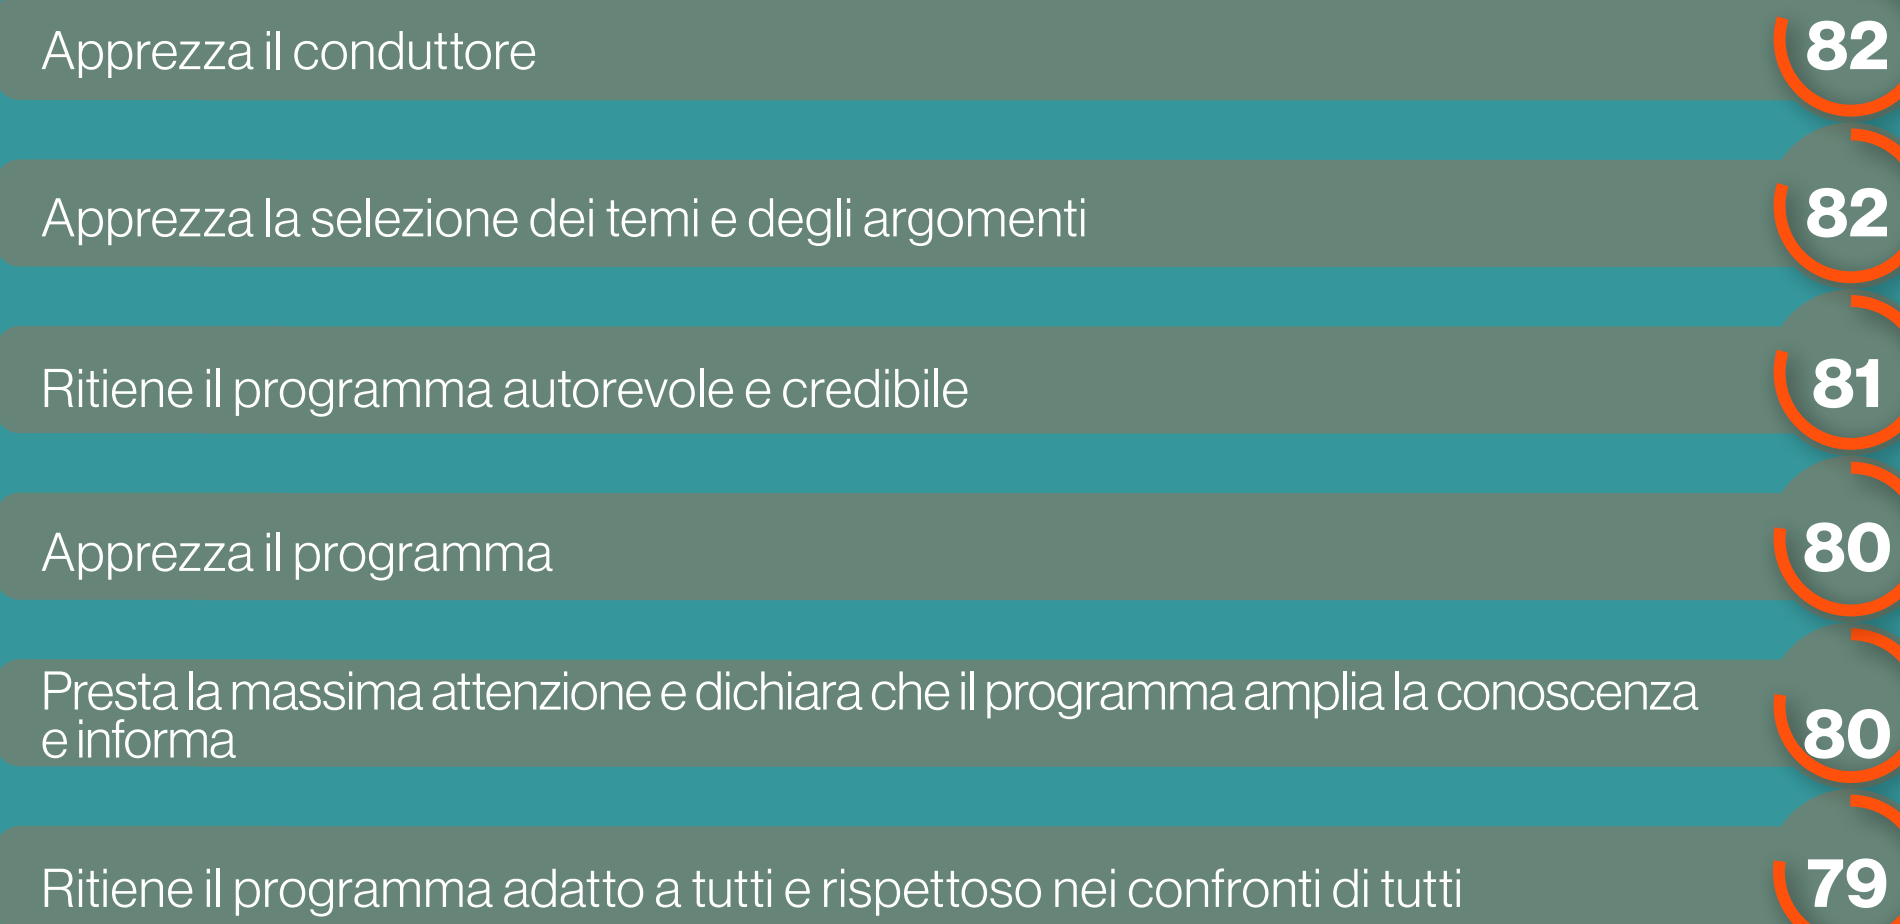 Apprezza il conduttore 82
Apprezza la selezione dei temi e degli argomenti 82
Ritiene il programma autorevole e credibile 81
Apprezza il programma 80
Presta la massima attenzione e dichiara che il programma amplia la conoscenza
e informa 80
Ritiene il programma adatto a tutti e rispettoso nei confronti di tutti 79